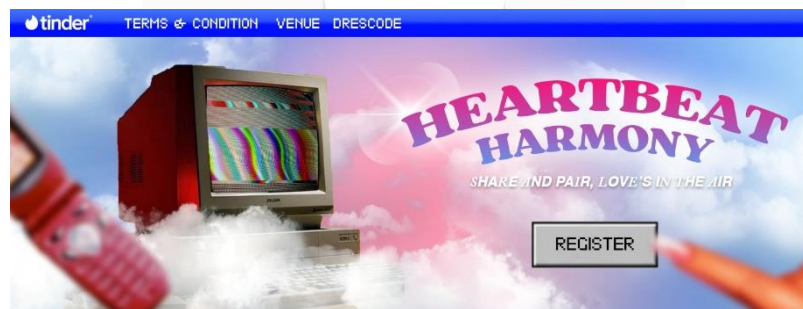 tinder
TERMS & CONDITION VENUE DRESCODE
HEARTBEAT
HARMONY
SHARE AND PAIR, LOVE'S IN THE AIR
REGISTER